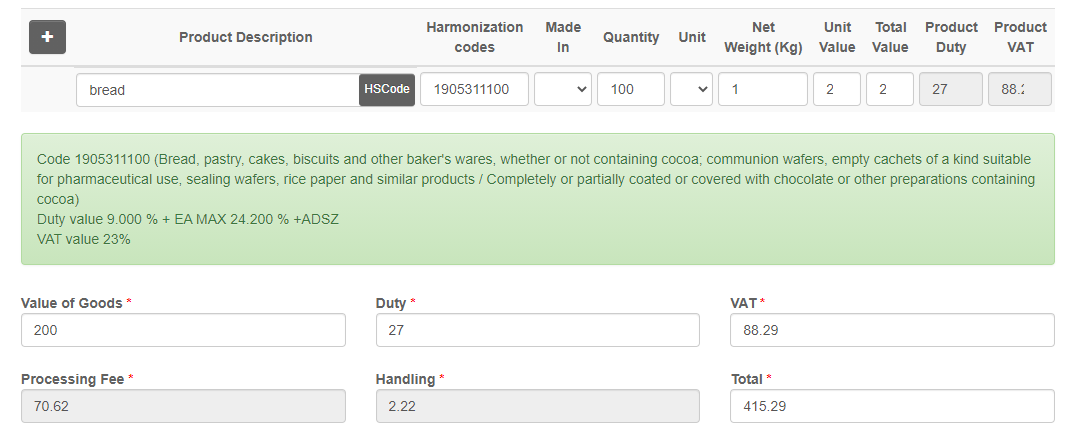 + Product Description Harmonization codes Made In Quantity Unit Net Weight (Kg) Unit Value Total Value Product Duty Product VAT
bread HSCode 1905311100 100 1 2 2 27 88.2
Code 1905311100 (Bread, pastry, cakes, biscuits and other baker's wares, whether or not containing cocoa; communion wafers, empty cachets of a kind suitable
for pharmaceutical use, sealing wafers, rice paper and similar products / Completely or partially coated or covered with chocolate or other preparations containing
cocoa)
Duty value 9.000 % + EA MAX 24.200 % +ADSZ
VAT value 23%
Value of Goods * Duty * VAT *
200 27 88.29
Processing Fee * Handling * Total *
70.62 2.22 415.29